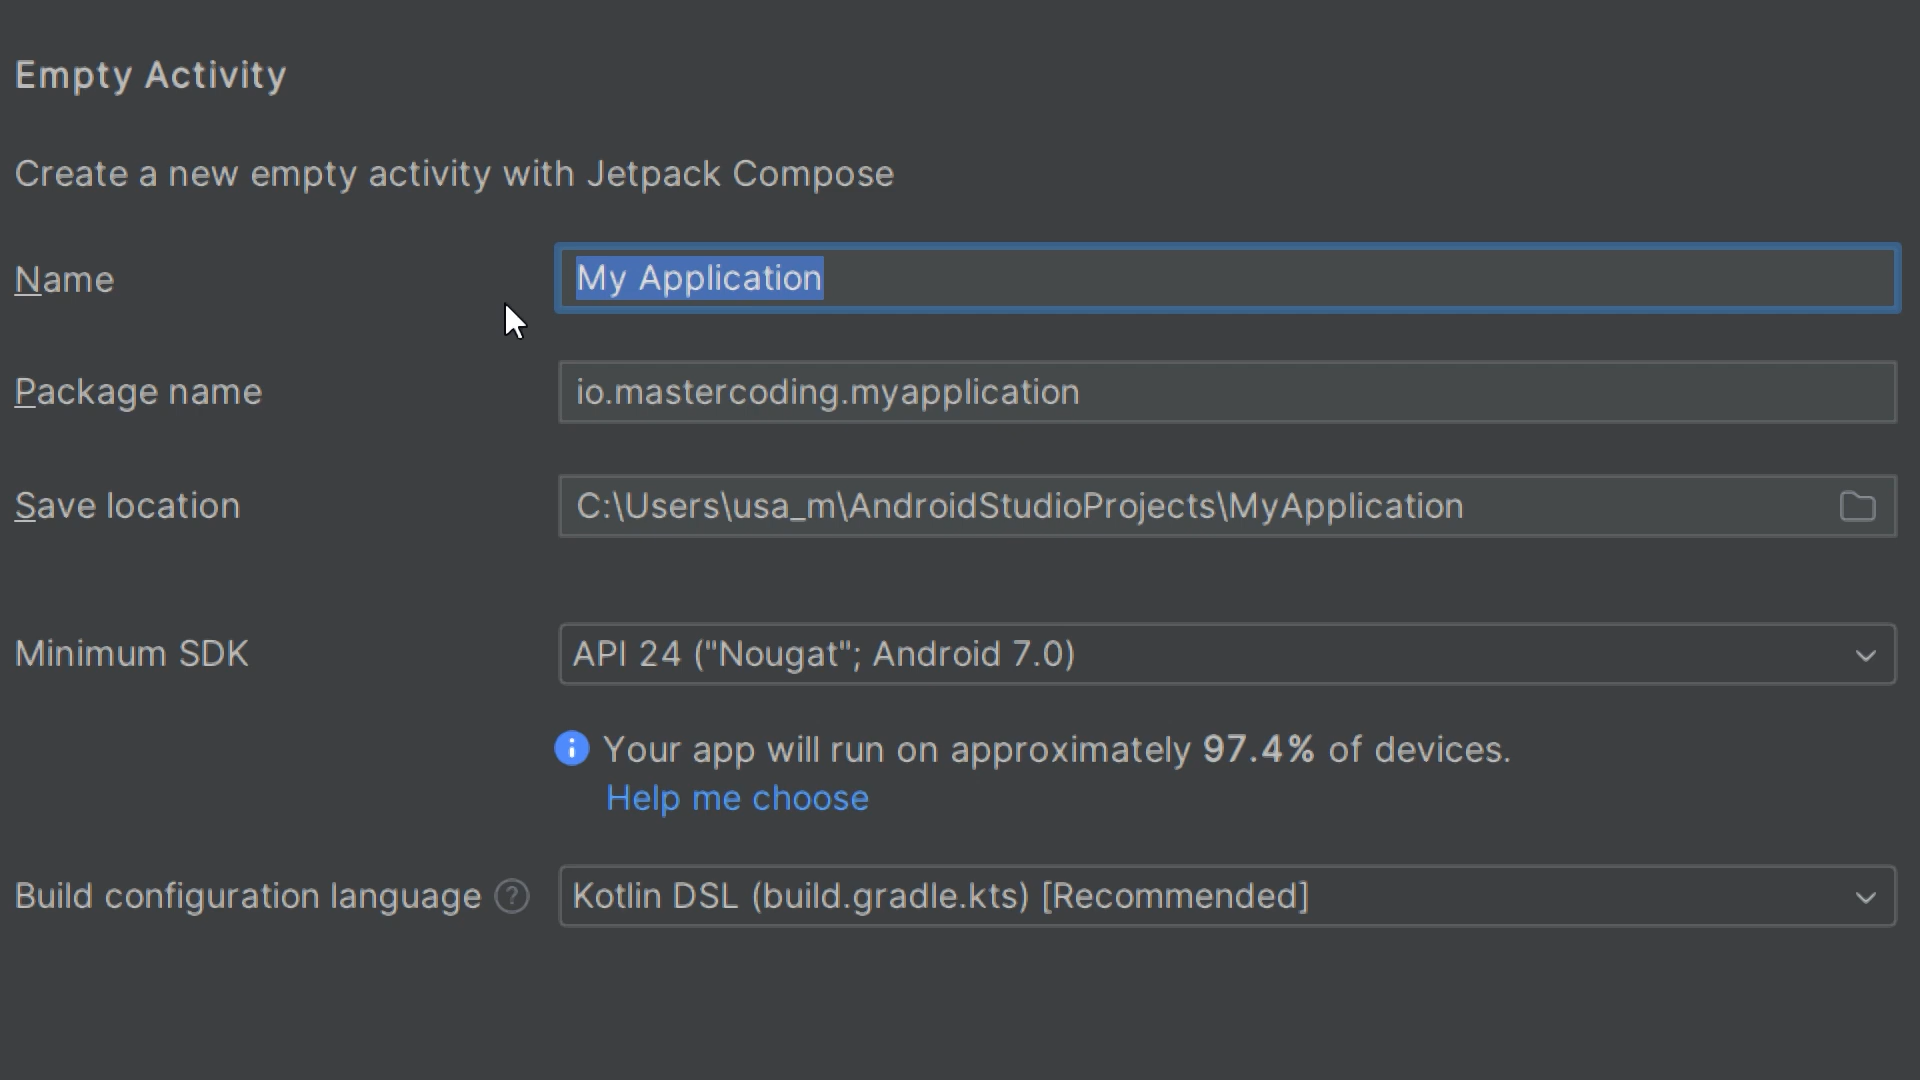 Empty Activity
Create a new empty activity with Jetpack Compose
Name
My Application
Package name
io.mastercoding.myapplication
Save location
C:\Users\usa_m\AndroidStudioProjects\MyApplication
Minimum SDK
API 24 ("Nougat"; Android 7.0)
Your app will run on approximately 97.4% of devices.
Help me choose
Build configuration language ?
Kotlin DSL (build.gradle.kts) [Recommended]